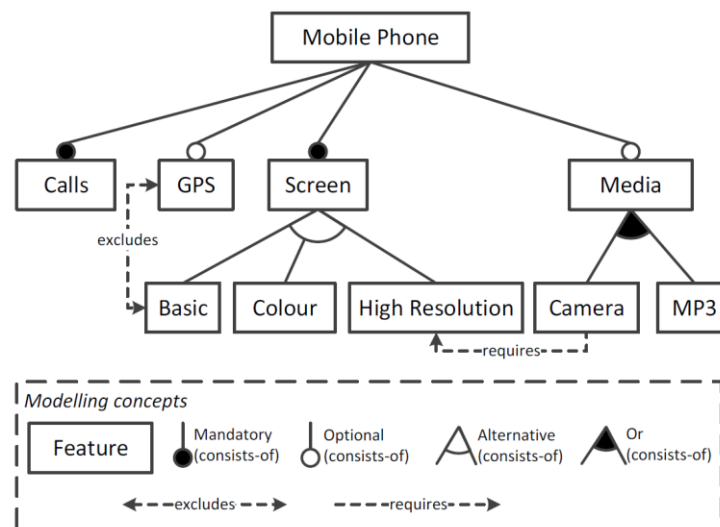 Mobile Phone
Calls
GPS
Screen
Media
excludes
Basic
Colour
High Resolution
Camera
MP3
requires
Modelling concepts
Feature
Mandatory
(consists-of)
Optional
(consists-of)
Alternative
(consists-of)
Or
(consists-of)
excludes
requires